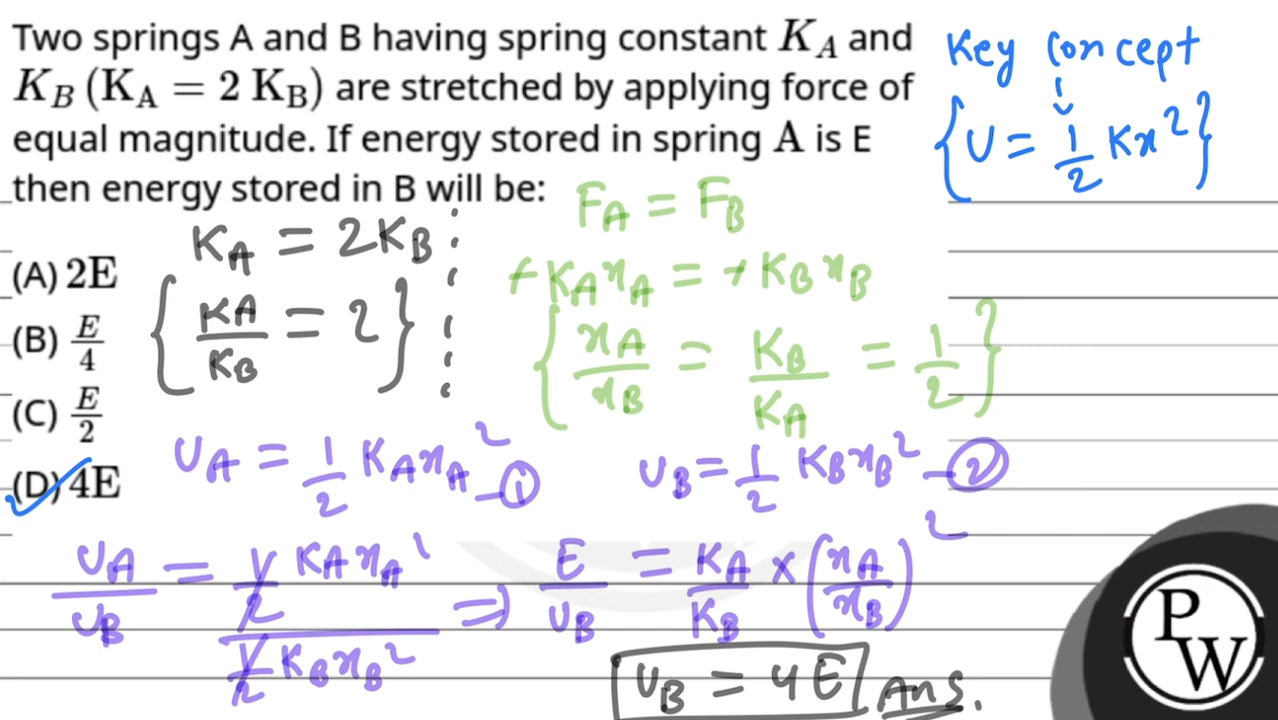 Two springs A and B having spring constant K_A and
K_B (K_A = 2 K_B) are stretched by applying force of
equal magnitude. If energy stored in spring A is E
then energy stored in B will be:
(A) 2E
(B) E/4
(C) E/2
(D) 4E
Key Concept
{U = 1/2 Kx²}
K_A = 2K_B
{K_A/K_B = 2}
F_A = F_B
+K_A x_A = +K_B x_B
{x_A/x_B = K_B/K_A = 1/2}
U_A = 1/2 K_A x_A² —①
U_B = 1/2 K_B x_B² —②
U_A/U_B = (1/2 K_A x_A²)/(1/2 K_B x_B²) ⇒ E/U_B = K_A/K_B × (x_A/x_B)²
U_B = 4E Ans.
PW